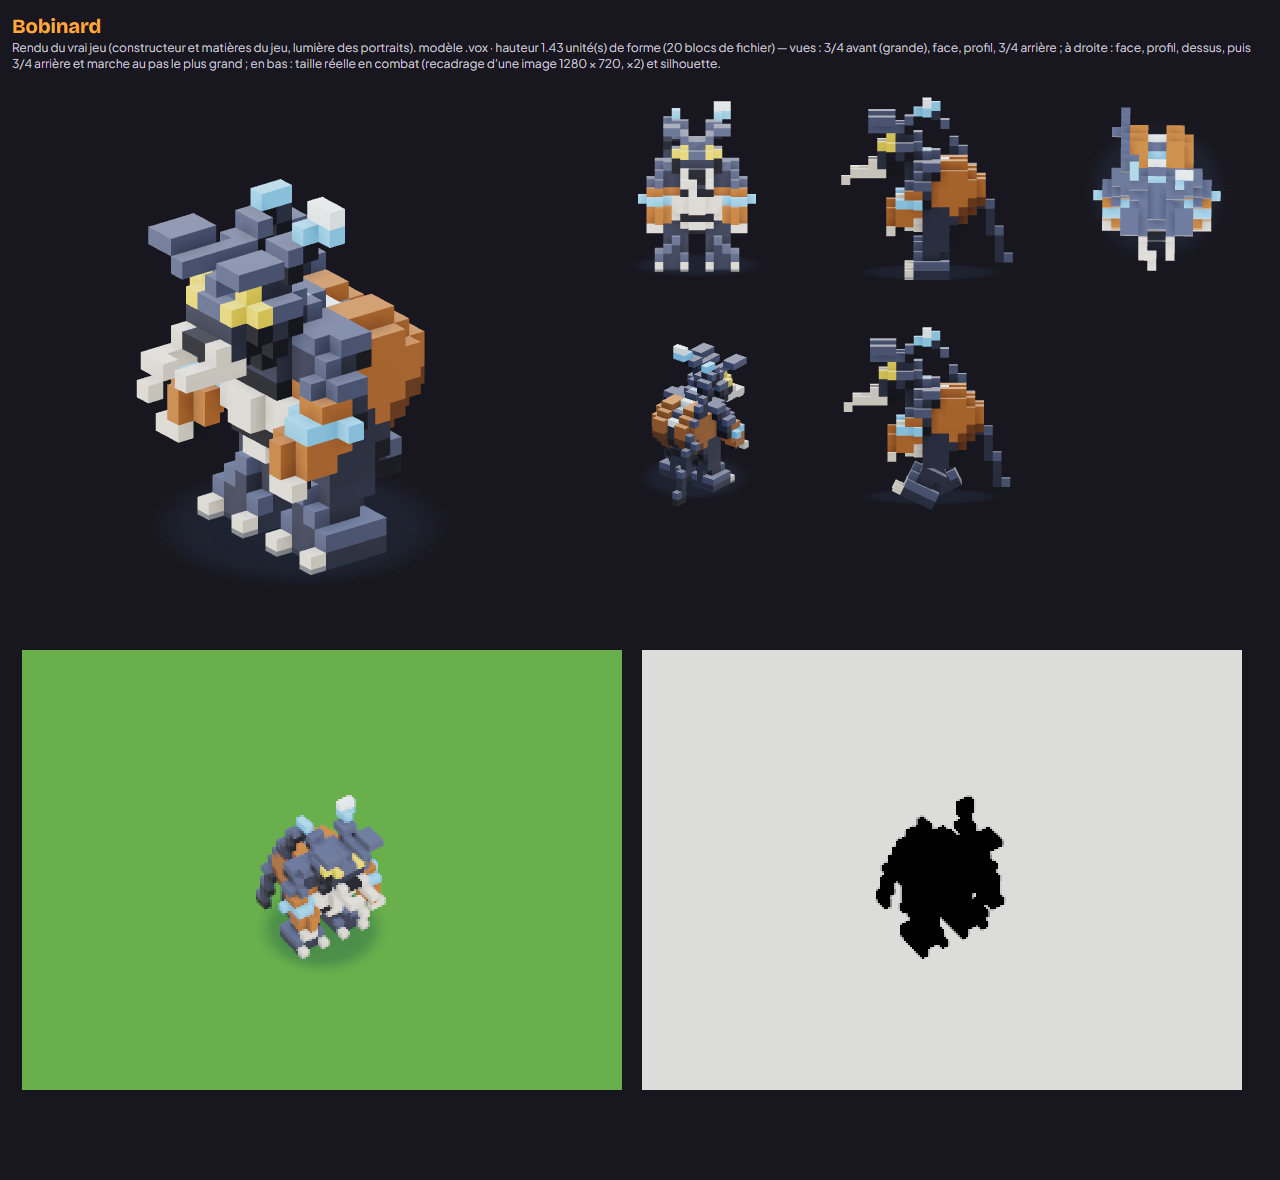 Bobinard
Rendu du vrai jeu (constructeur et matières du jeu, lumière des portraits). modèle .vox · hauteur 1.43 unité(s) de forme (20 blocs de fichier) — vues : 3/4 avant (grande), face, profil, 3/4 arrière ; à droite : face, profil, dessus, puis
3/4 arrière et marche au pas le plus grand ; en bas : taille réelle en combat (recadrage d'une image 1280 × 720, ×2) et silhouette.